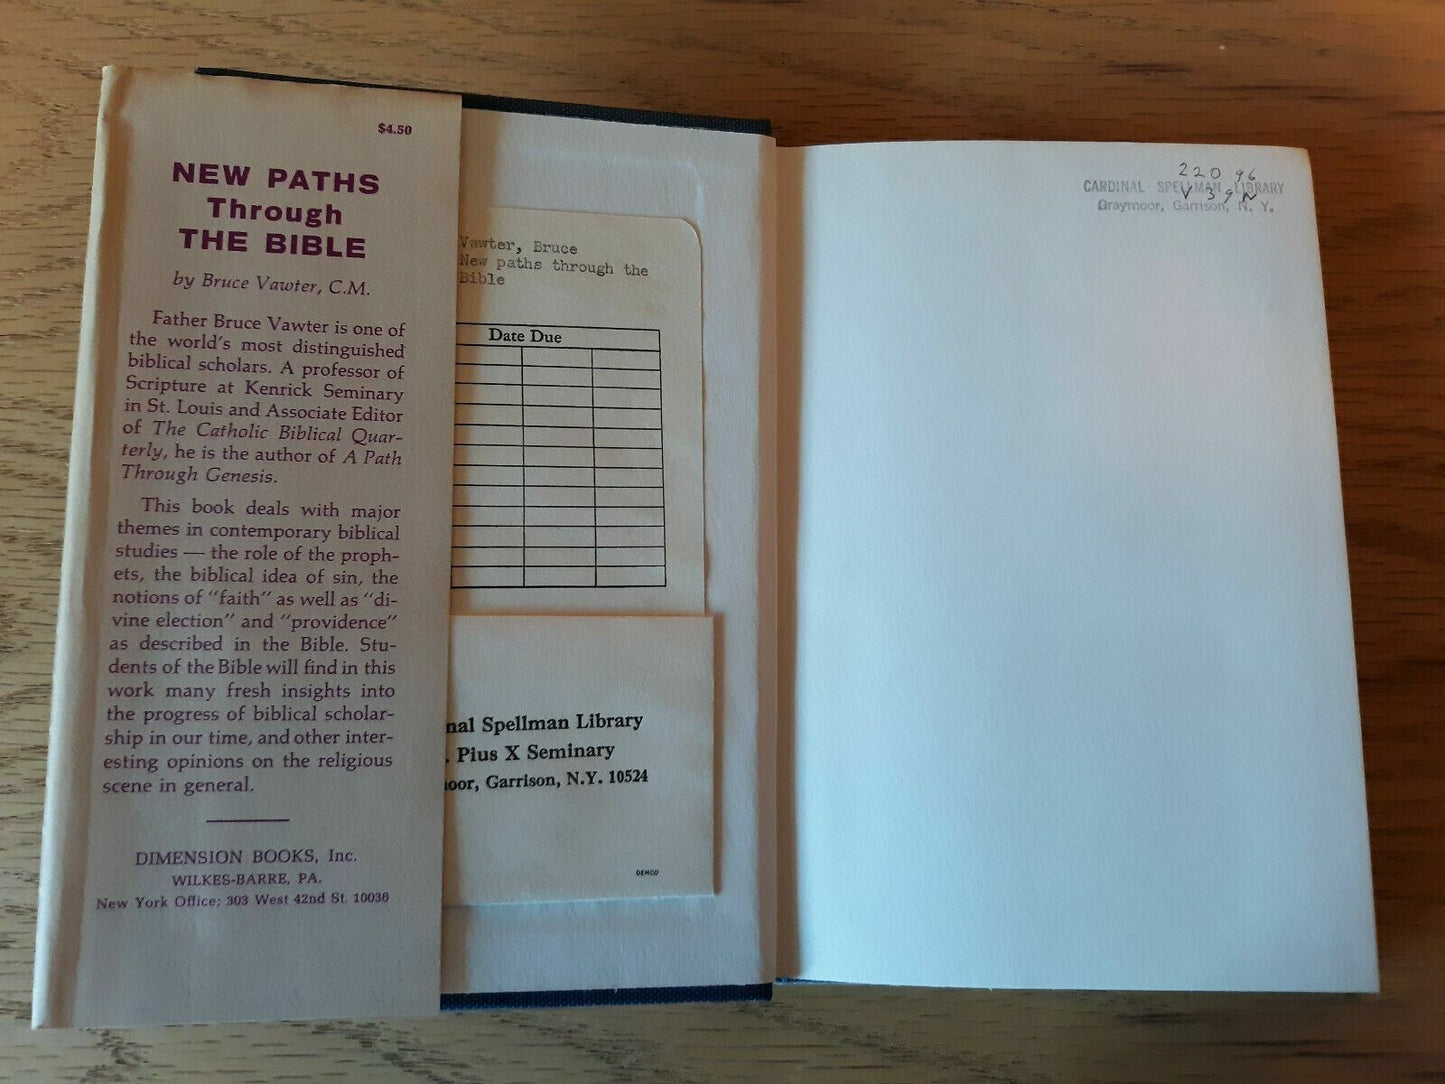 $4.50
NEW PATHS
Through
THE BIBLE
by Bruce Vawter, C.M.
Father Bruce Vawter is one of
the world's most distinguished
biblical scholars. A professor of
Scripture at Kenrick Seminary
in St. Louis and Associate Editor
of The Catholic Biblical Quar-
terly, he is the author of A Path
Through Genesis.
This book deals with major
themes in contemporary biblical
studies — the role of the proph-
ets, the biblical idea of sin, the
notions of "faith" as well as "di-
vine election" and "providence"
as described in the Bible. Stu-
dents of the Bible will find in this
work many fresh insights into
the progress of biblical scholar-
ship in our time, and other inter-
esting opinions on the religious
scene in general.
DIMENSION BOOKS, Inc.
WILKES-BARRE, PA.
New York Office: 303 West 42nd St. 10036
Vawter, Bruce
New paths through the
Bible
Date Due
nal Spellman Library
. Pius X Seminary
oor, Garrison, N.Y. 10524
DEMCO
220.96
CARDINAL SPELLMAN LIBRARY
V39N
Graymoor, Garrison, N. Y.